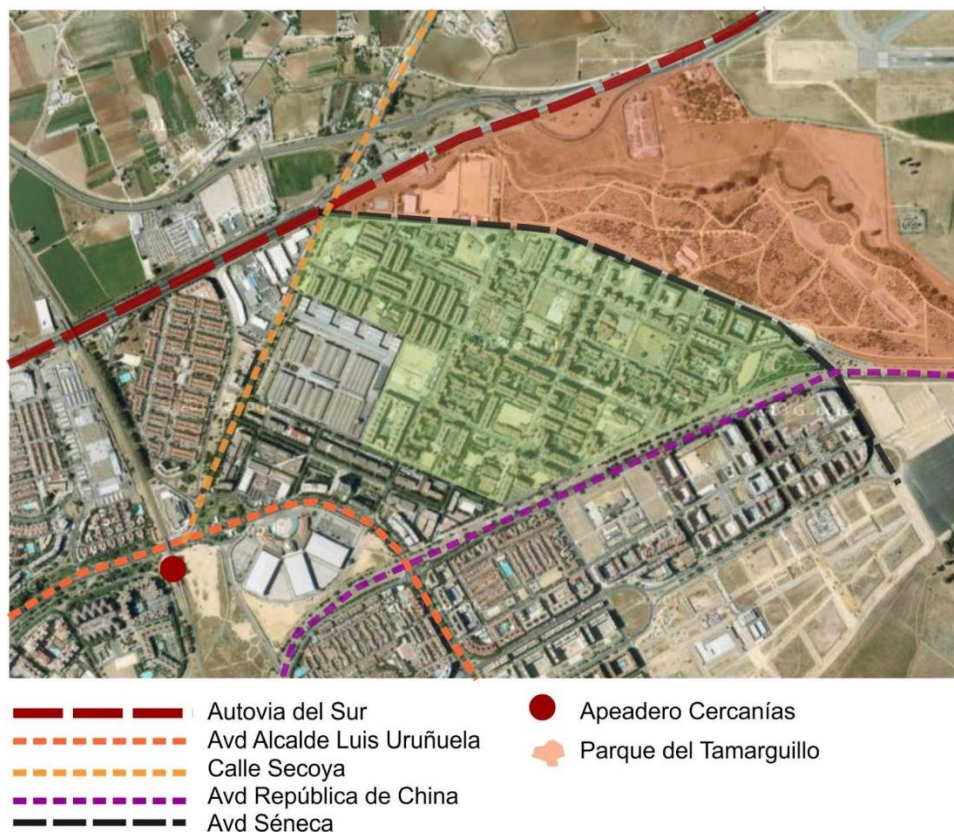 Autovia del Sur
Avd Alcalde Luis Uruñuela
Calle Secoya
Avd República de China
Avd Séneca
Apeadero Cercanías
Parque del Tamarguillo